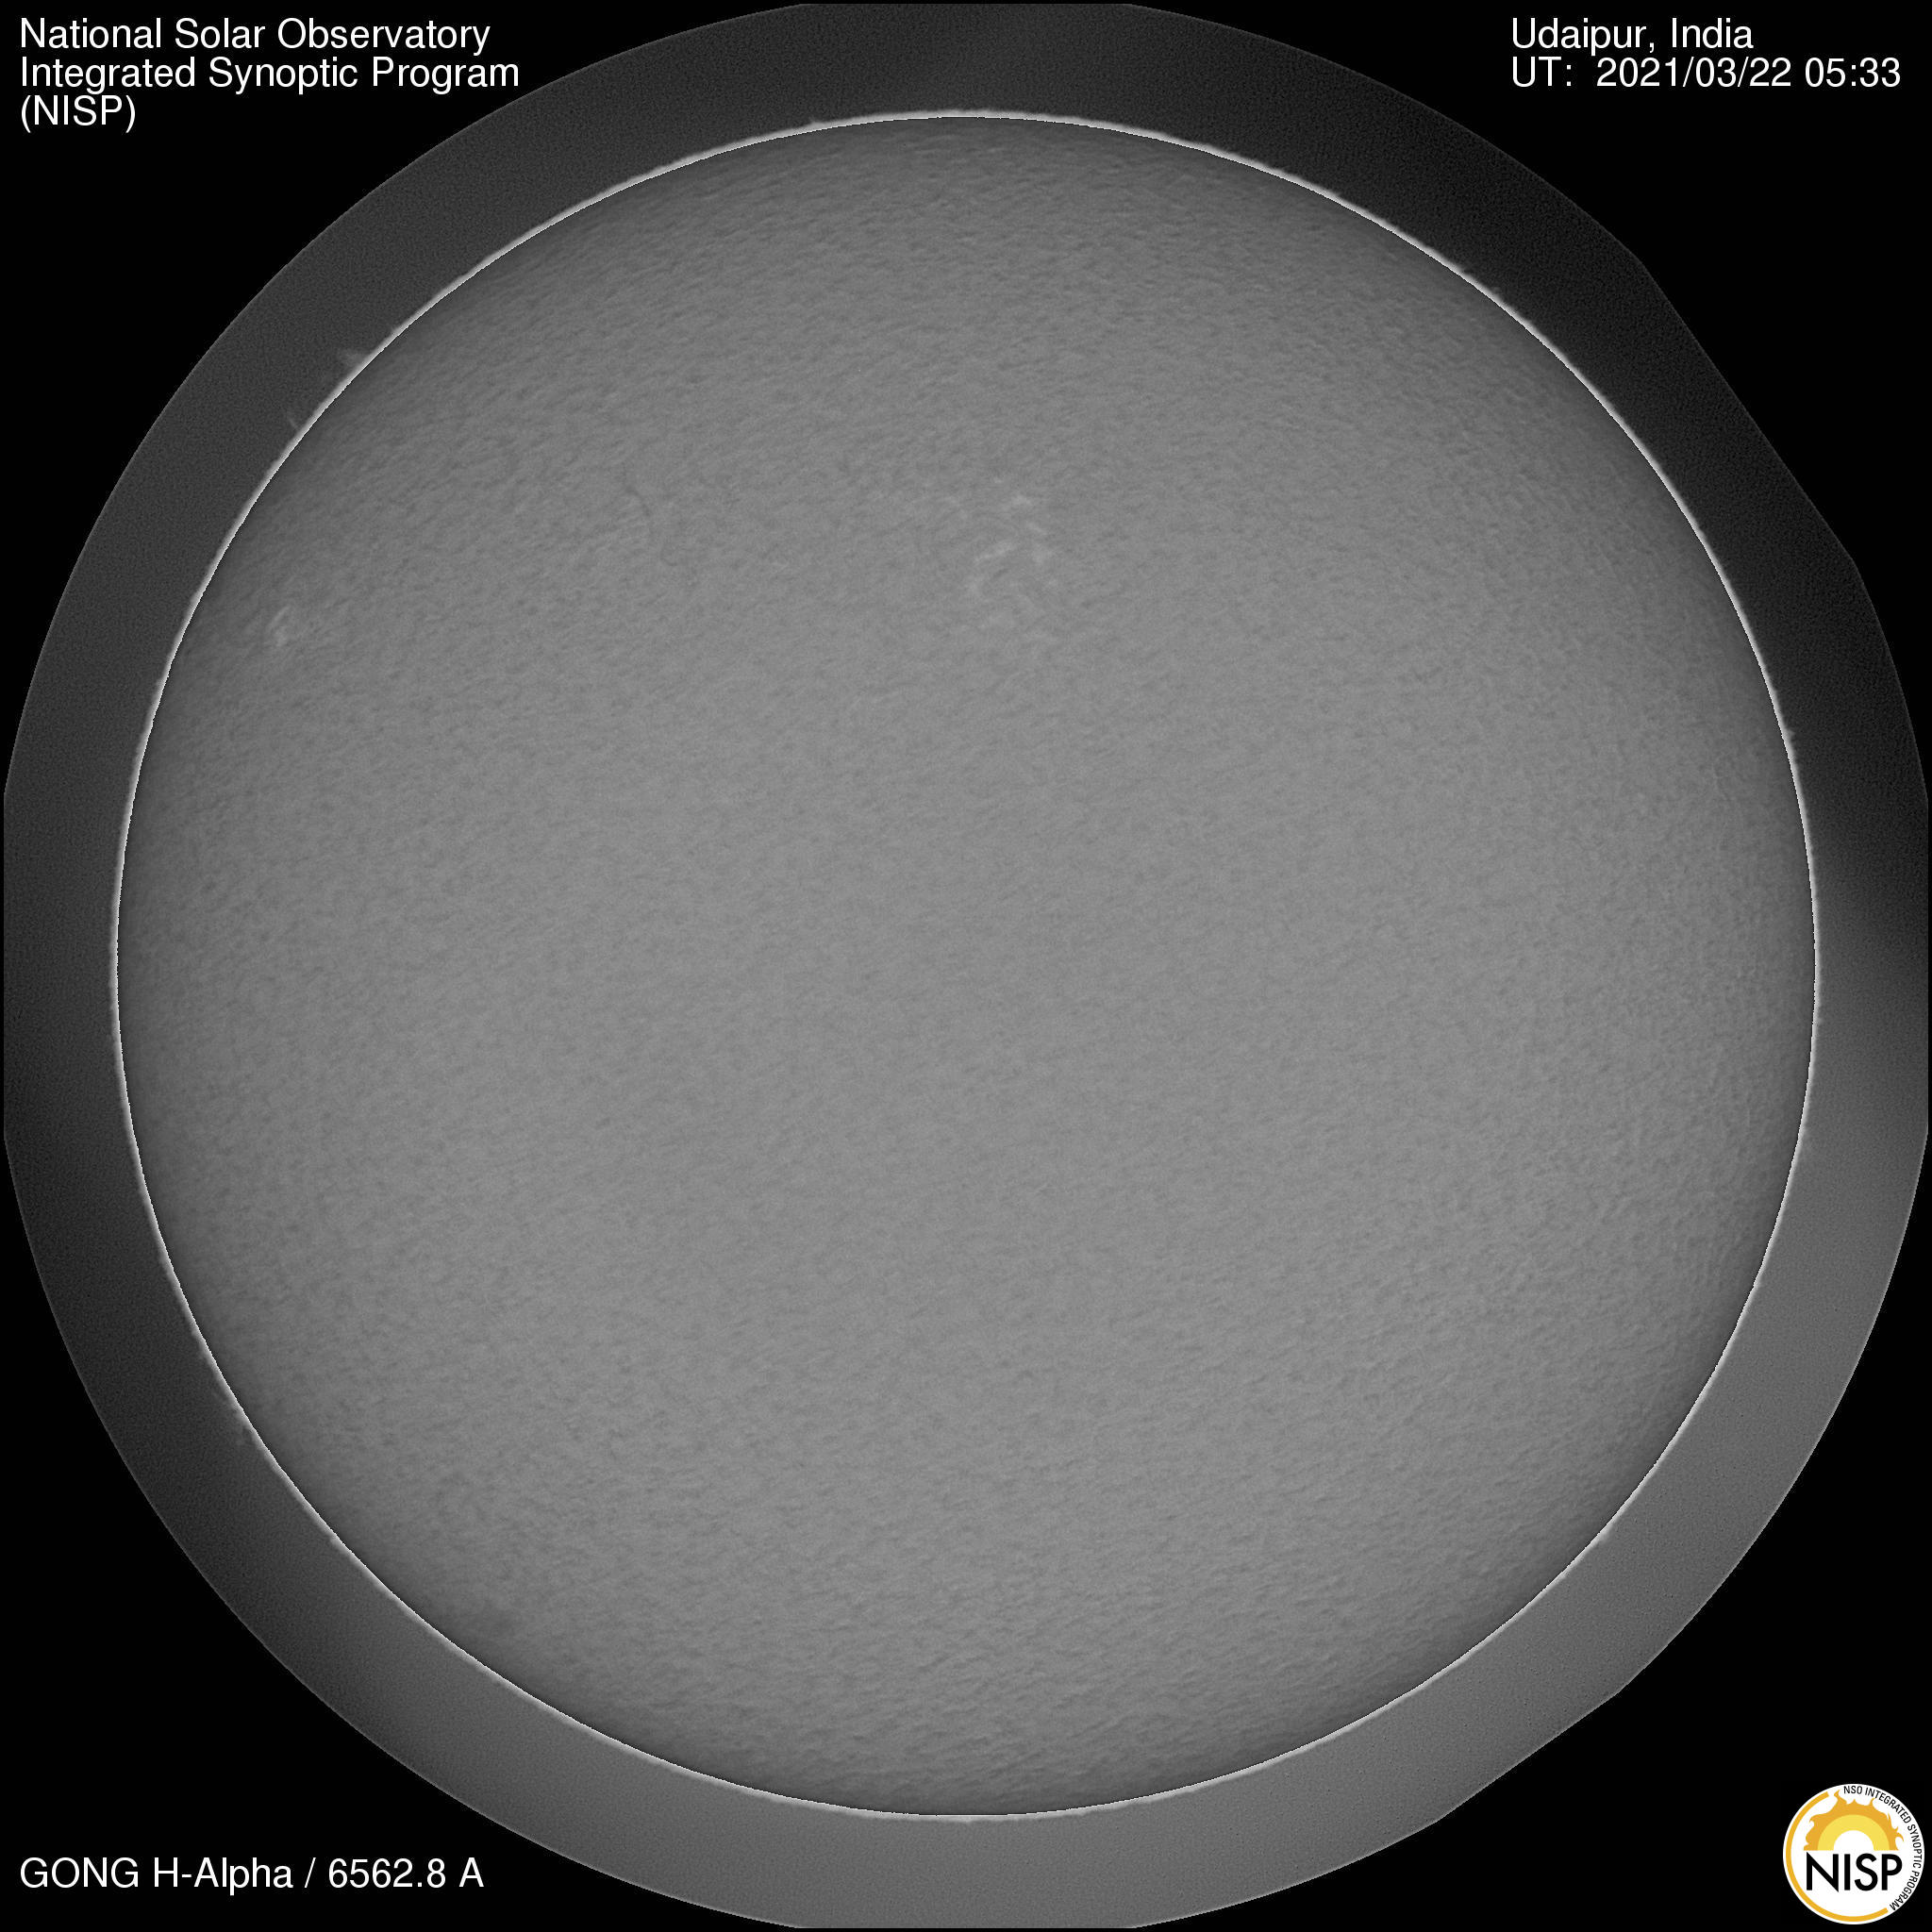 National Solar Observatory
Integrated Synoptic Program
(NISP)
Udaipur, India
UT: 2021/03/22 05:33
GONG H-Alpha / 6562.8 A
NSO INTEGRATED SYNOPTIC PROGRAM
NISP